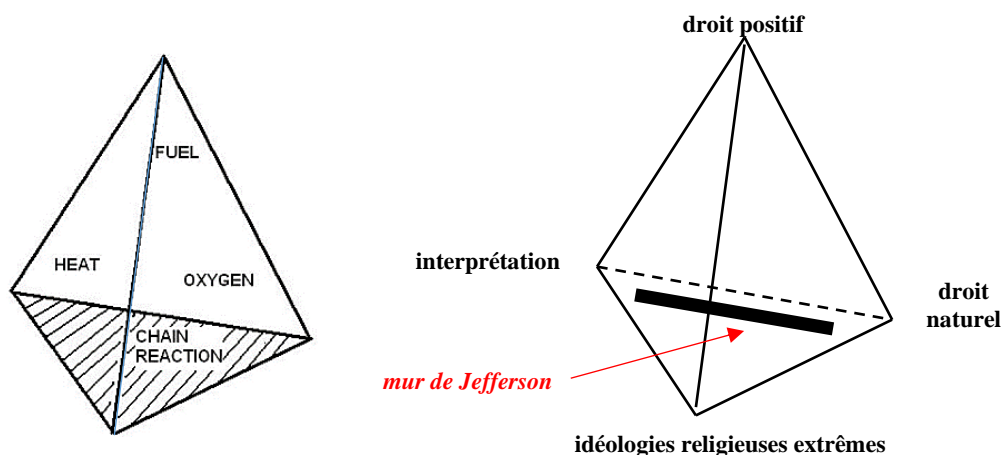 FUEL
HEAT
OXYGEN
CHAIN
REACTION
droit positif
interprétation
droit
naturel
mur de Jefferson
idéologies religieuses extrêmes